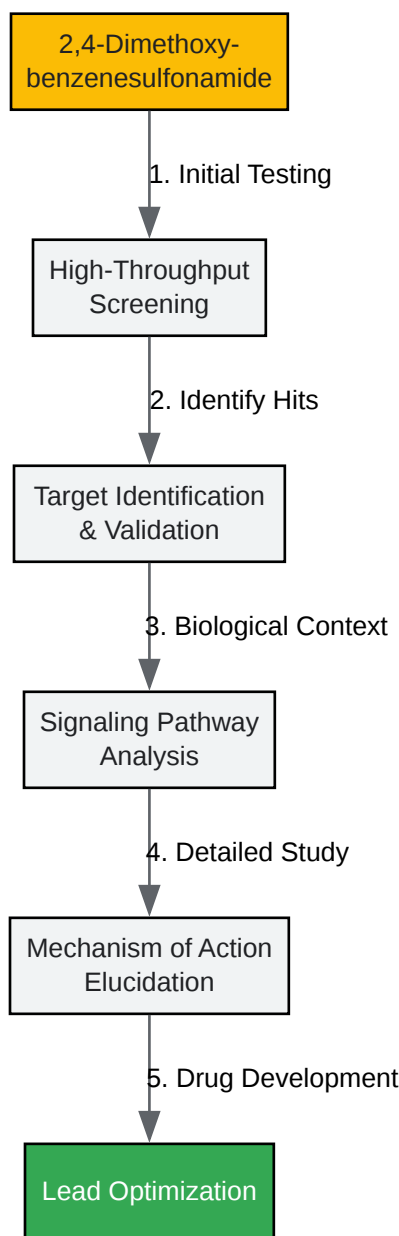 2,4-Dimethoxy-
benzenesulfonamide
1. Initial Testing
High-Throughput
Screening
2. Identify Hits
Target Identification
& Validation
3. Biological Context
Signaling Pathway
Analysis
4. Detailed Study
Mechanism of Action
Elucidation
5. Drug Development
Lead Optimization